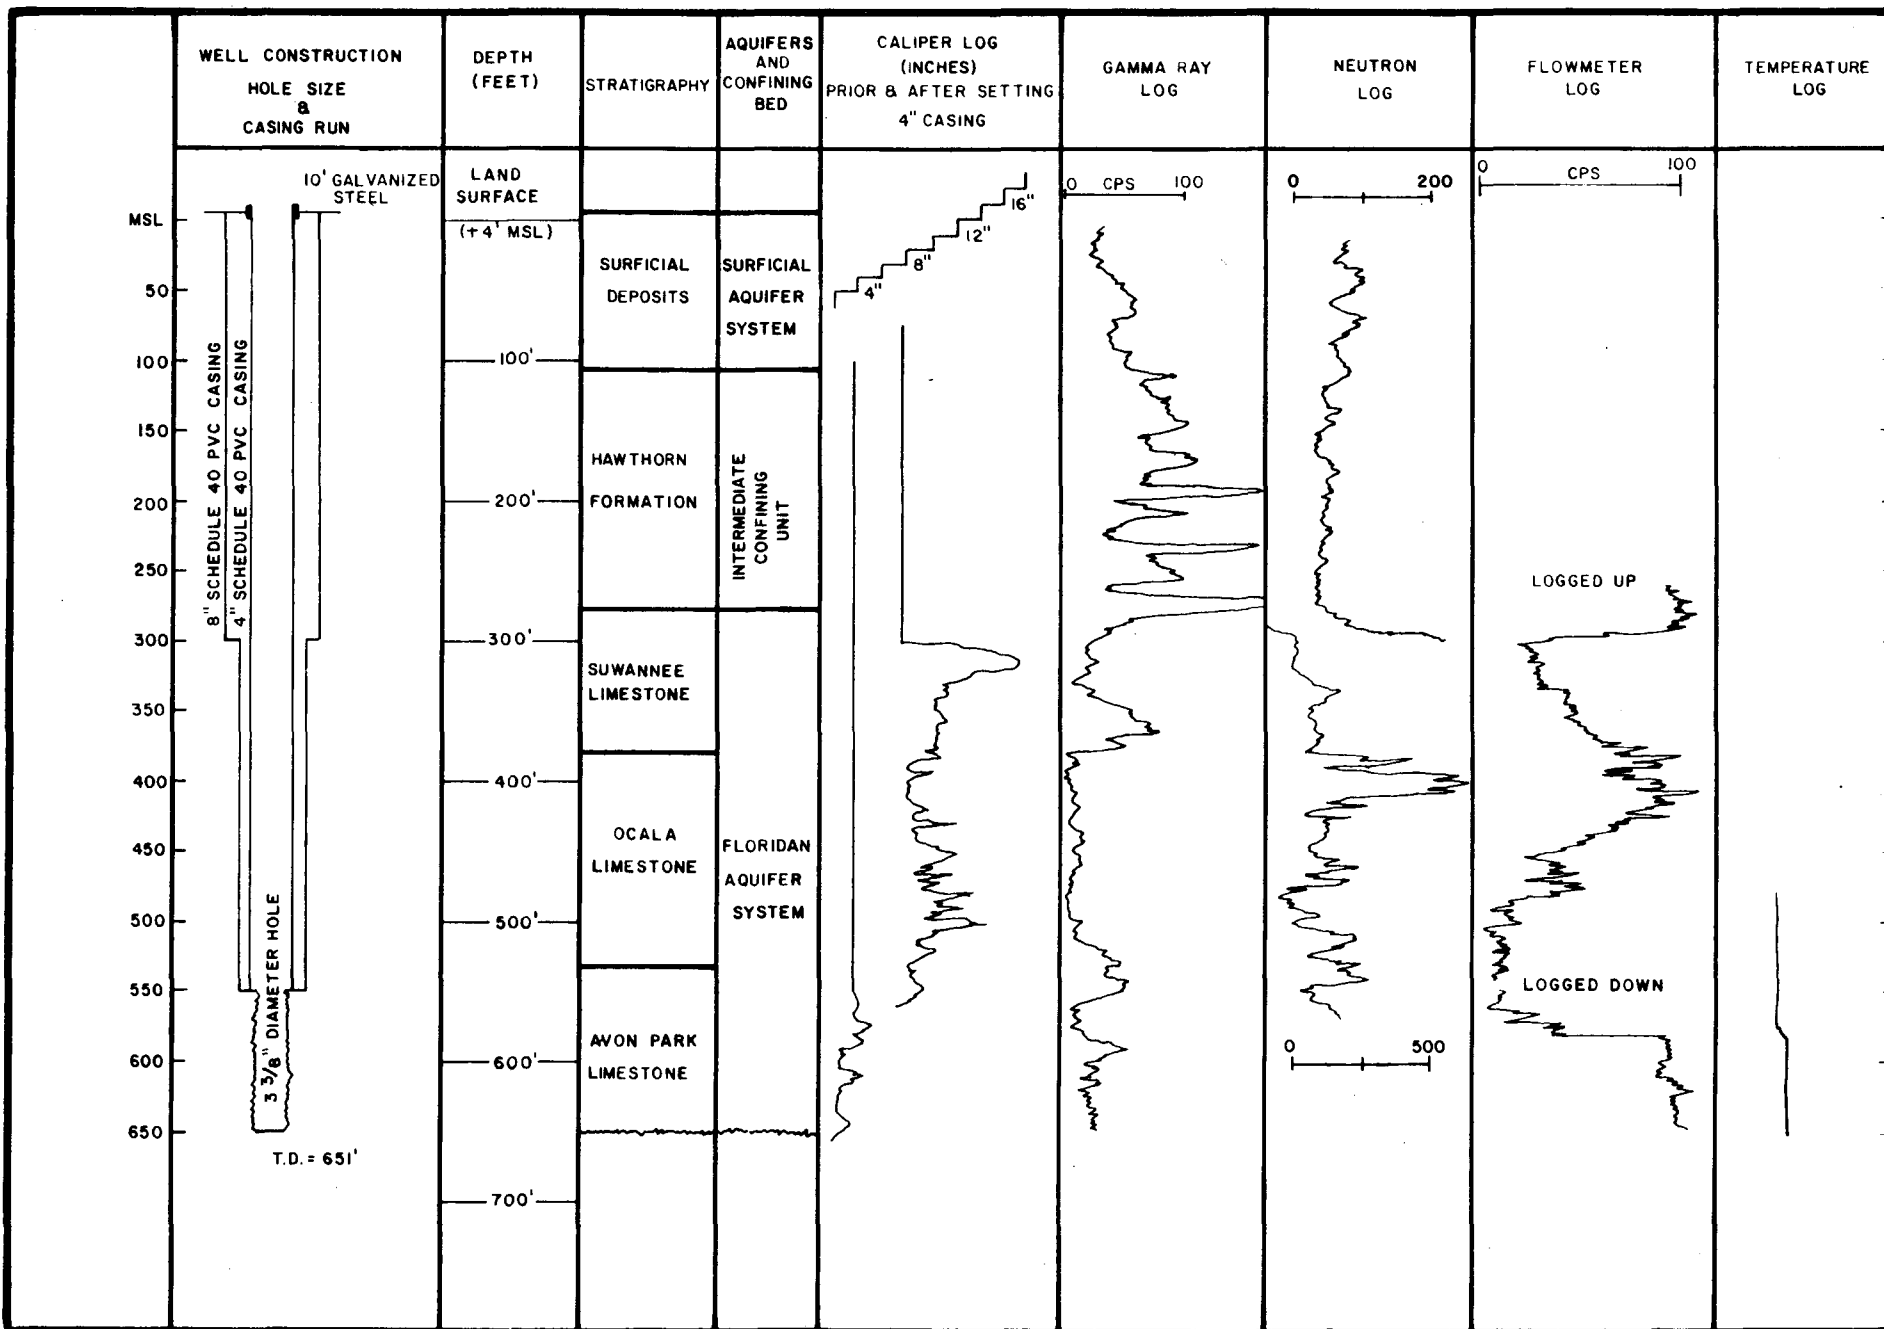 WELL CONSTRUCTION
HOLE SIZE
&
CASING RUN
DEPTH
(FEET)
STRATIGRAPHY
AQUIFERS
AND
CONFINING
BED
CALIPER LOG
(INCHES)
PRIOR & AFTER SETTING
4" CASING
GAMMA RAY
LOG
NEUTRON
LOG
FLOWMETER
LOG
TEMPERATURE
LOG
10' GALVANIZED
STEEL
LAND
SURFACE
(+4' MSL)
MSL
50
100
150
200
250
300
350
400
450
500
550
600
650
8" SCHEDULE 40 PVC CASING
4" SCHEDULE 40 PVC CASING
3 3/8" DIAMETER HOLE
T.D.= 651'
100'
200'
300'
400'
500'
600'
700'
SURFICIAL
DEPOSITS
HAWTHORN
FORMATION
SUWANNEE
LIMESTONE
OCALA
LIMESTONE
AVON PARK
LIMESTONE
SURFICIAL
AQUIFER
SYSTEM
INTERMEDIATE
CONFINING
UNIT
FLORIDAN
AQUIFER
SYSTEM
16"
12"
8"
4"
0 CPS 100
0 200
0 500
0 100
CPS
LOGGED UP
LOGGED DOWN